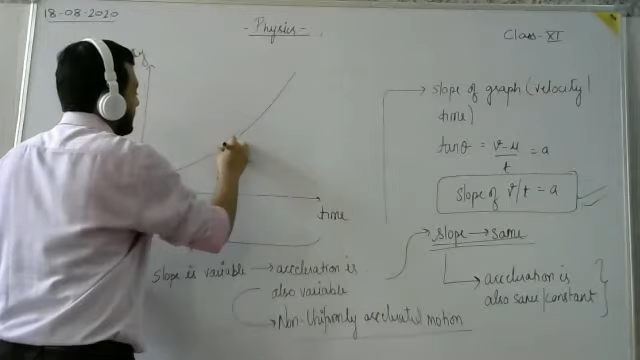 18-08-2020
- Physics -
Class-XI
slope of graph (velocity/
time)
tanθ = v-u/t = a
slope of v/t = a
time
slope → same
slope is variable → acceleration is
also variable
→ Non-Uniformly accelerated motion
→ acceleration is
also same/constant